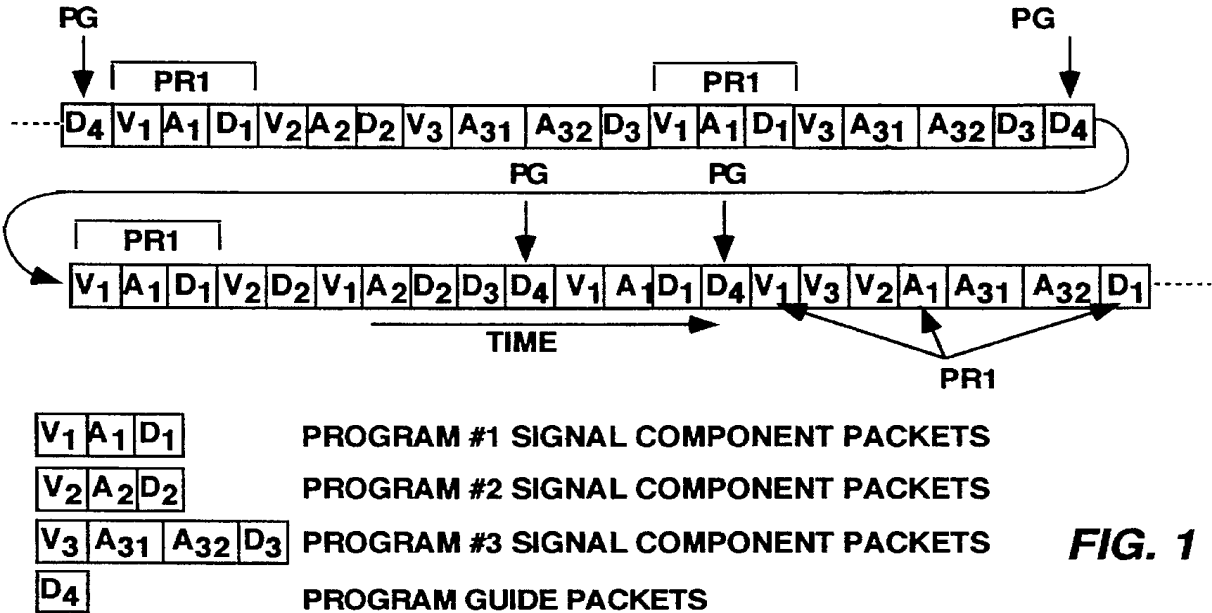 PG PG
PR1 PR1
D4 V1 A1 D1 V2 A2 D2 V3 A31 A32 D3 V1 A1 D1 V3 A31 A32 D3 D4
PG PG
PR1
V1 A1 D1 V2 D2 V1 A2 D2 D3 D4 V1 A1 D1 D4 V1 V3 V2 A1 A31 A32 D1
TIME
PR1
V1 A1 D1 PROGRAM #1 SIGNAL COMPONENT PACKETS
V2 A2 D2 PROGRAM #2 SIGNAL COMPONENT PACKETS
V3 A31 A32 D3 PROGRAM #3 SIGNAL COMPONENT PACKETS
FIG. 1
D4 PROGRAM GUIDE PACKETS